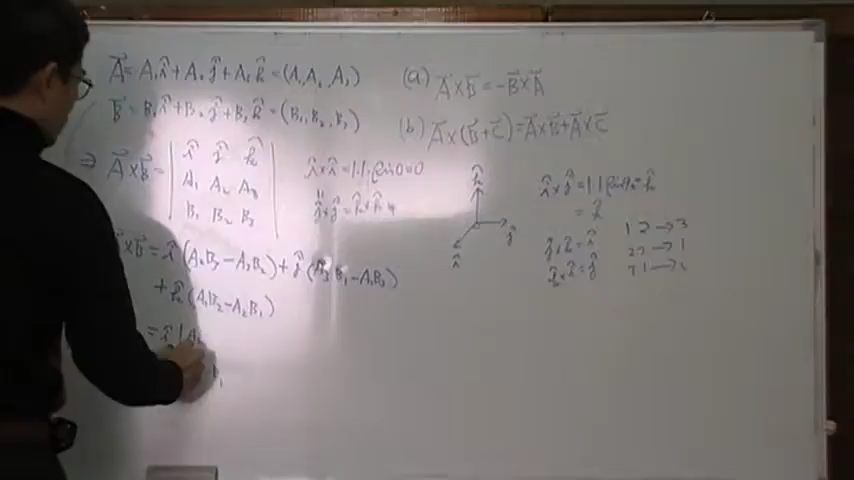 A⃗ = A₁î + A₂ĵ + A₃k̂ = (A₁, A₂, A₃)
B⃗ = B₁î + B₂ĵ + B₃k̂ = (B₁, B₂, B₃)
⇒ A⃗ × B⃗ = | î ĵ k̂
A₁ A₂ A₃
B₁ B₂ B₃ |
×B⃗ = î (A₂B₃ − A₃B₂) + ĵ (A₃B₁ − A₁B₃)
+ k̂ (A₁B₂ − A₂B₁)
= î | A₂
(a) A⃗ × B⃗ = −B⃗ × A⃗
(b) A⃗ × (B⃗ + C⃗) = A⃗ × B⃗ + A⃗ × C⃗
î × î = 1·1·sin0 = 0
ĵ × ĵ = k̂ × k̂
k̂
ĵ
î
î × ĵ = 1·1 sin90° k̂
= k̂
ĵ × k̂ = î
k̂ × î = ĵ
1 2 → 3
2 3 → 1
3 1 → 2